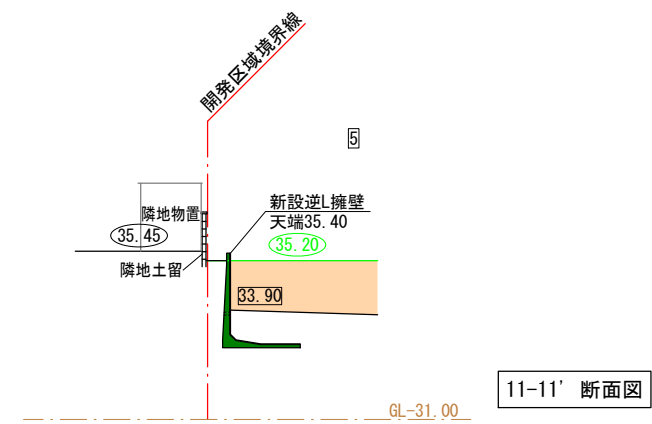 開発区域境界線
5
新設逆L擁壁
天端35.40
35.20
隣地物置
35.45
隣地土留
33.90
GL-31.00
11-11' 断面図